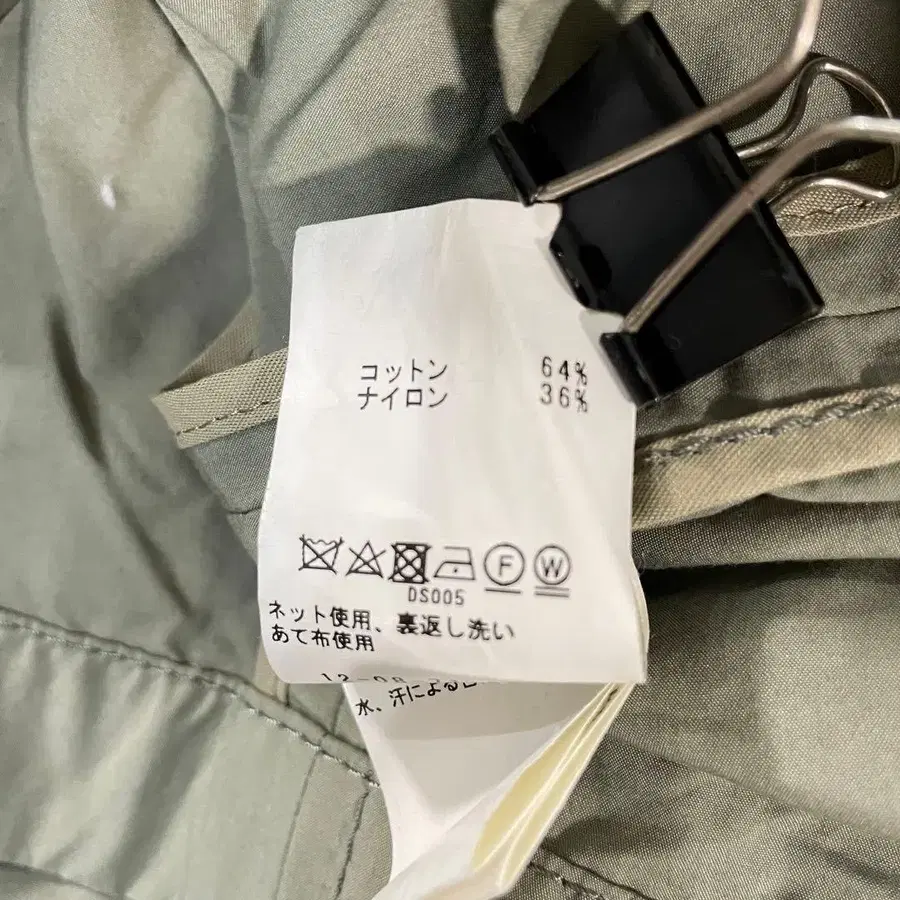 コットン 64%
ナイロン 36%
F W
DS005
ネット使用、裏返し洗い
あて布使用
水、汗による